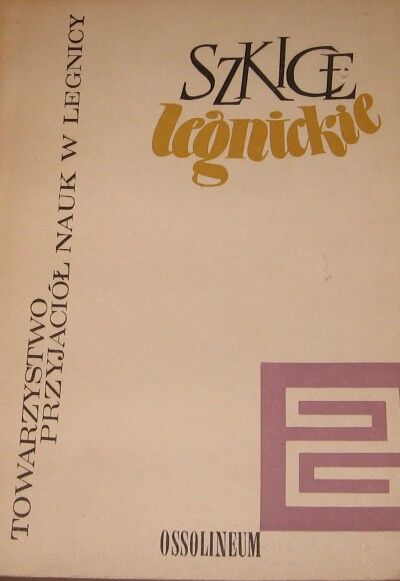 SZKICE
legnickie
TOWARZYSTWO
PRZYJACIÓŁ NAUK W LEGNICY
OSSOLINEUM